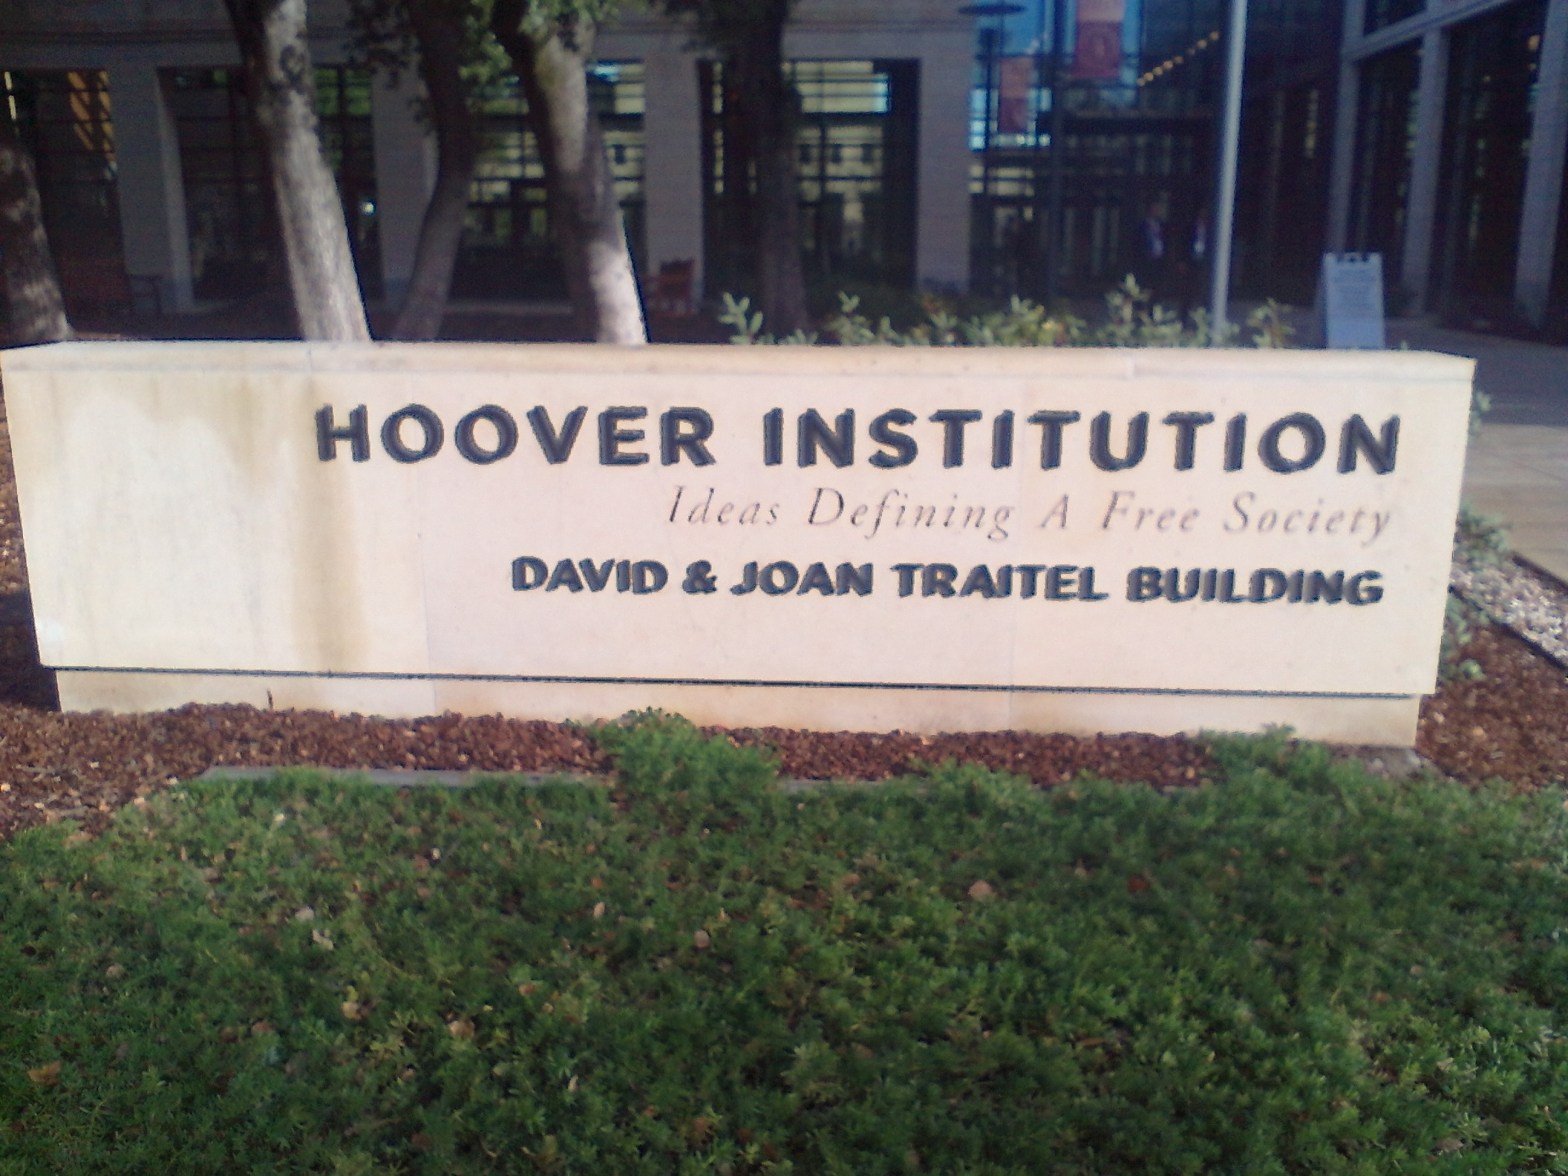 HOOVER INSTITUTION
Ideas Defining A Free Society
DAVID & JOAN TRAITEL BUILDING